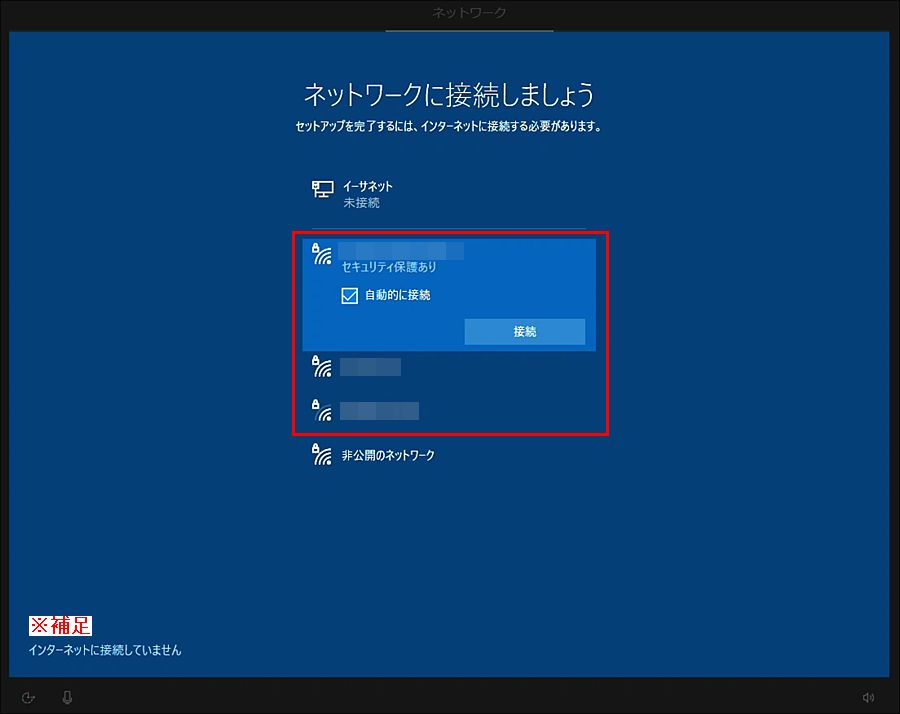 ネットワーク
ネットワークに接続しましょう
セットアップを完了するには、インターネットに接続する必要があります。
イーサネット
未接続
セキュリティ保護あり
自動的に接続
接続
非公開のネットワーク
※補足
インターネットに接続していません